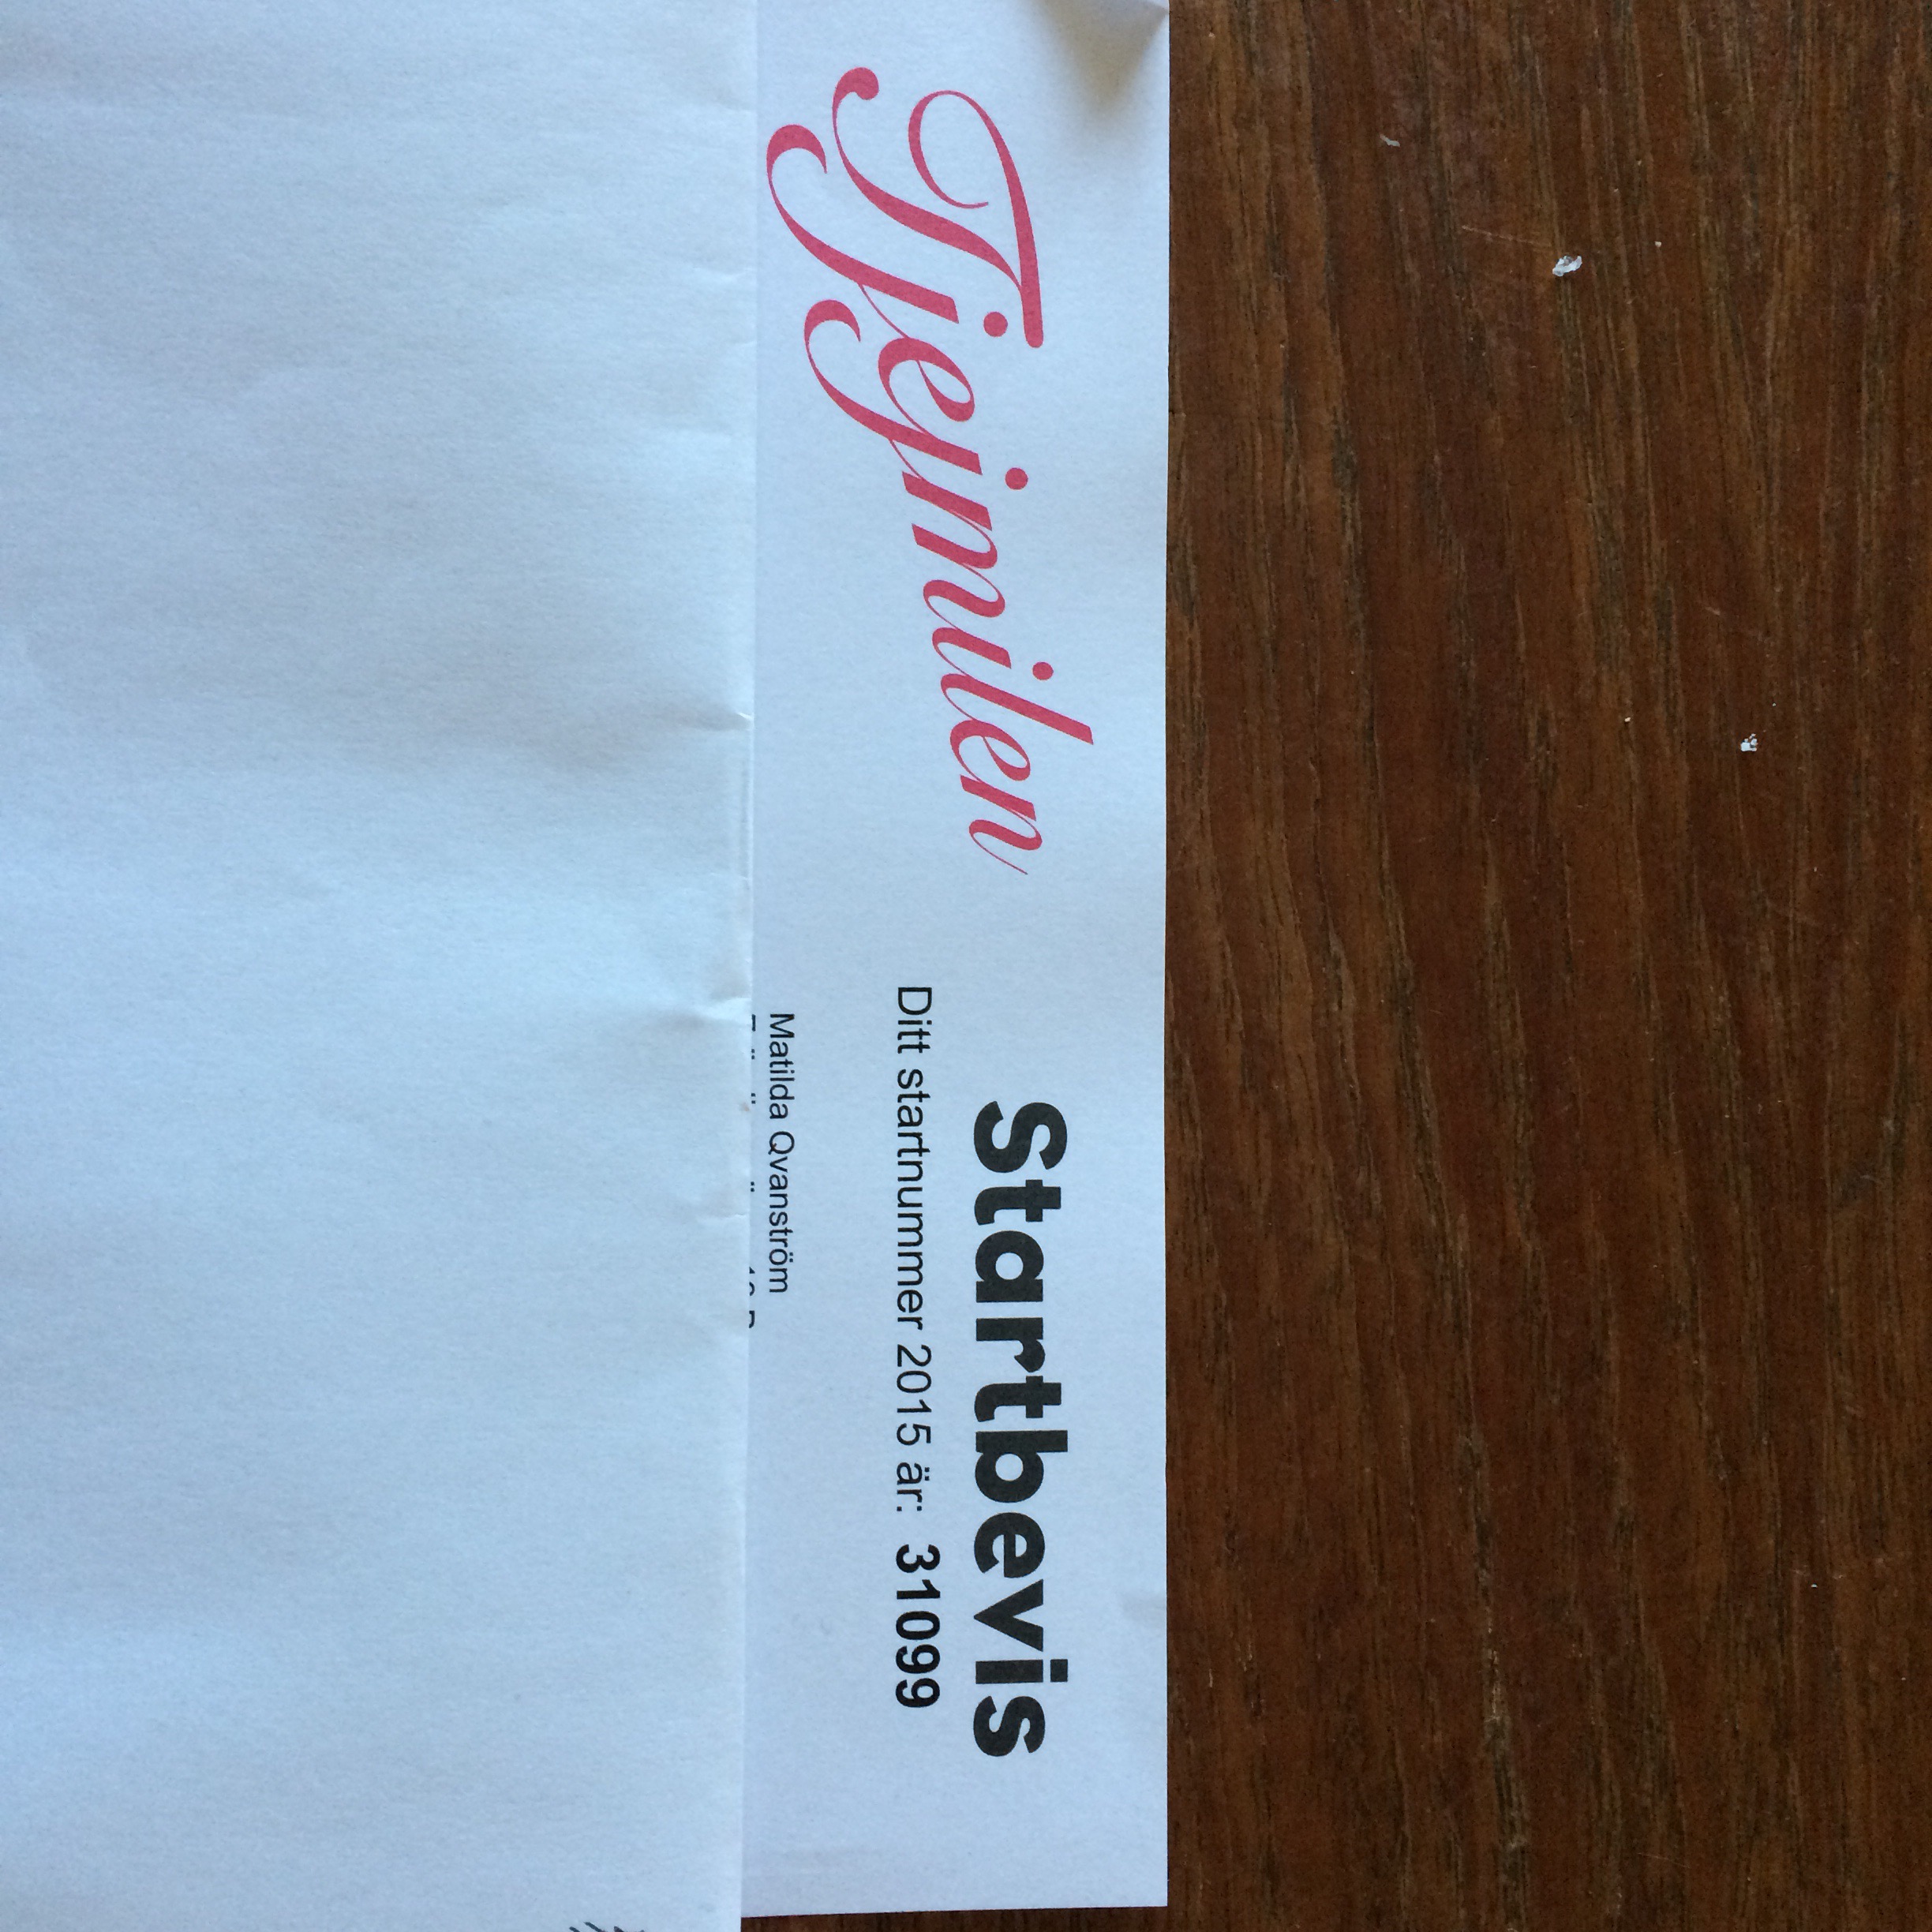 Tjejmilen
Startbevis
Ditt startnummer 2015 är: 31099
Matilda Qvanström